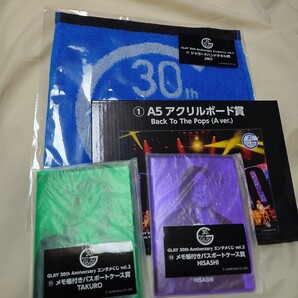 GLAY 30th Anniversary エンタメくじ vol.2
⑪ ジャガードハンドタオル賞
JIRO
30th
① A5 アクリルボード賞
Back To The Pops (A ver.)
GLAY 30th Anniversary エンタメくじ vol.2
⑭ メモ帳付きパスポートケース賞
TAKURO
GLAY 30th Anniversary エンタメくじ vol.2
⑭ メモ帳付きパスポートケース賞
HISASHI